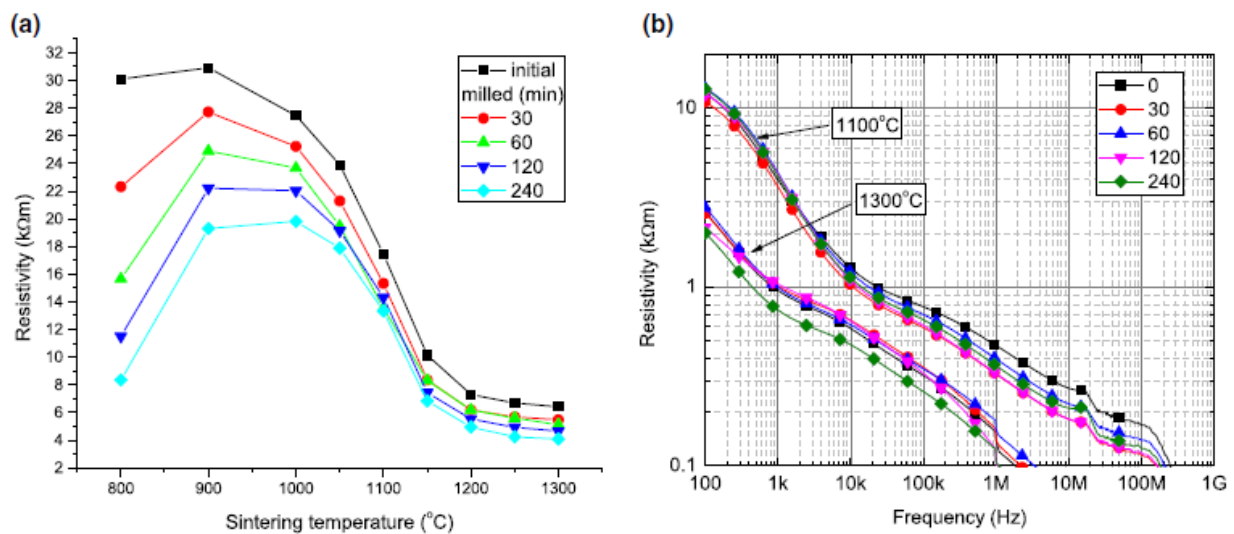 (a)
32
30
28
26
24
22
20
18
16
14
12
10
8
6
4
2
Resistivity (kΩm)
800 900 1000 1100 1200 1300
Sintering temperature (°C)
initial
milled (min)
30
60
120
240
(b)
10
1
0.1
Resistivity (kΩm)
100 1k 10k 100k 1M 10M 100M 1G
Frequency (Hz)
1100°C
1300°C
0
30
60
120
240